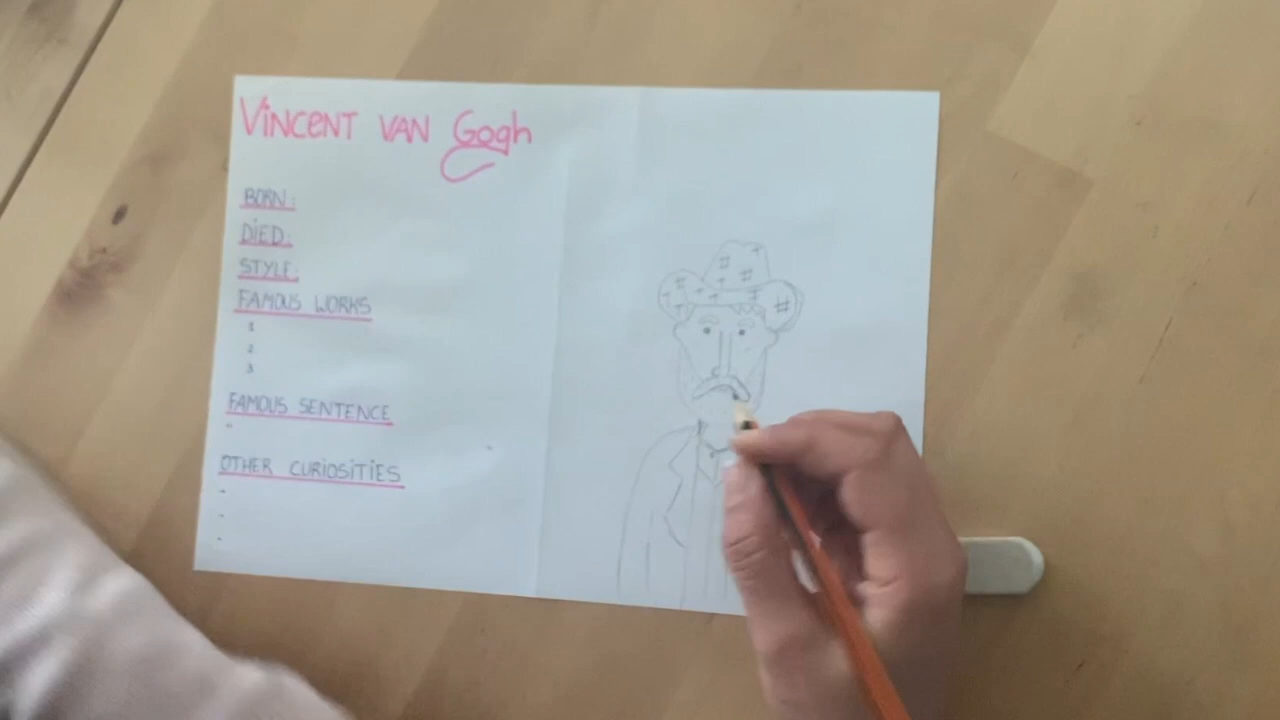 VINCENT VAN Gogh
BORN:
DIED:
STYLE:
FAMOUS WORKS
1
2
3
FAMOUS SENTENCE
"
OTHER CURIOSITIES
-
-
-